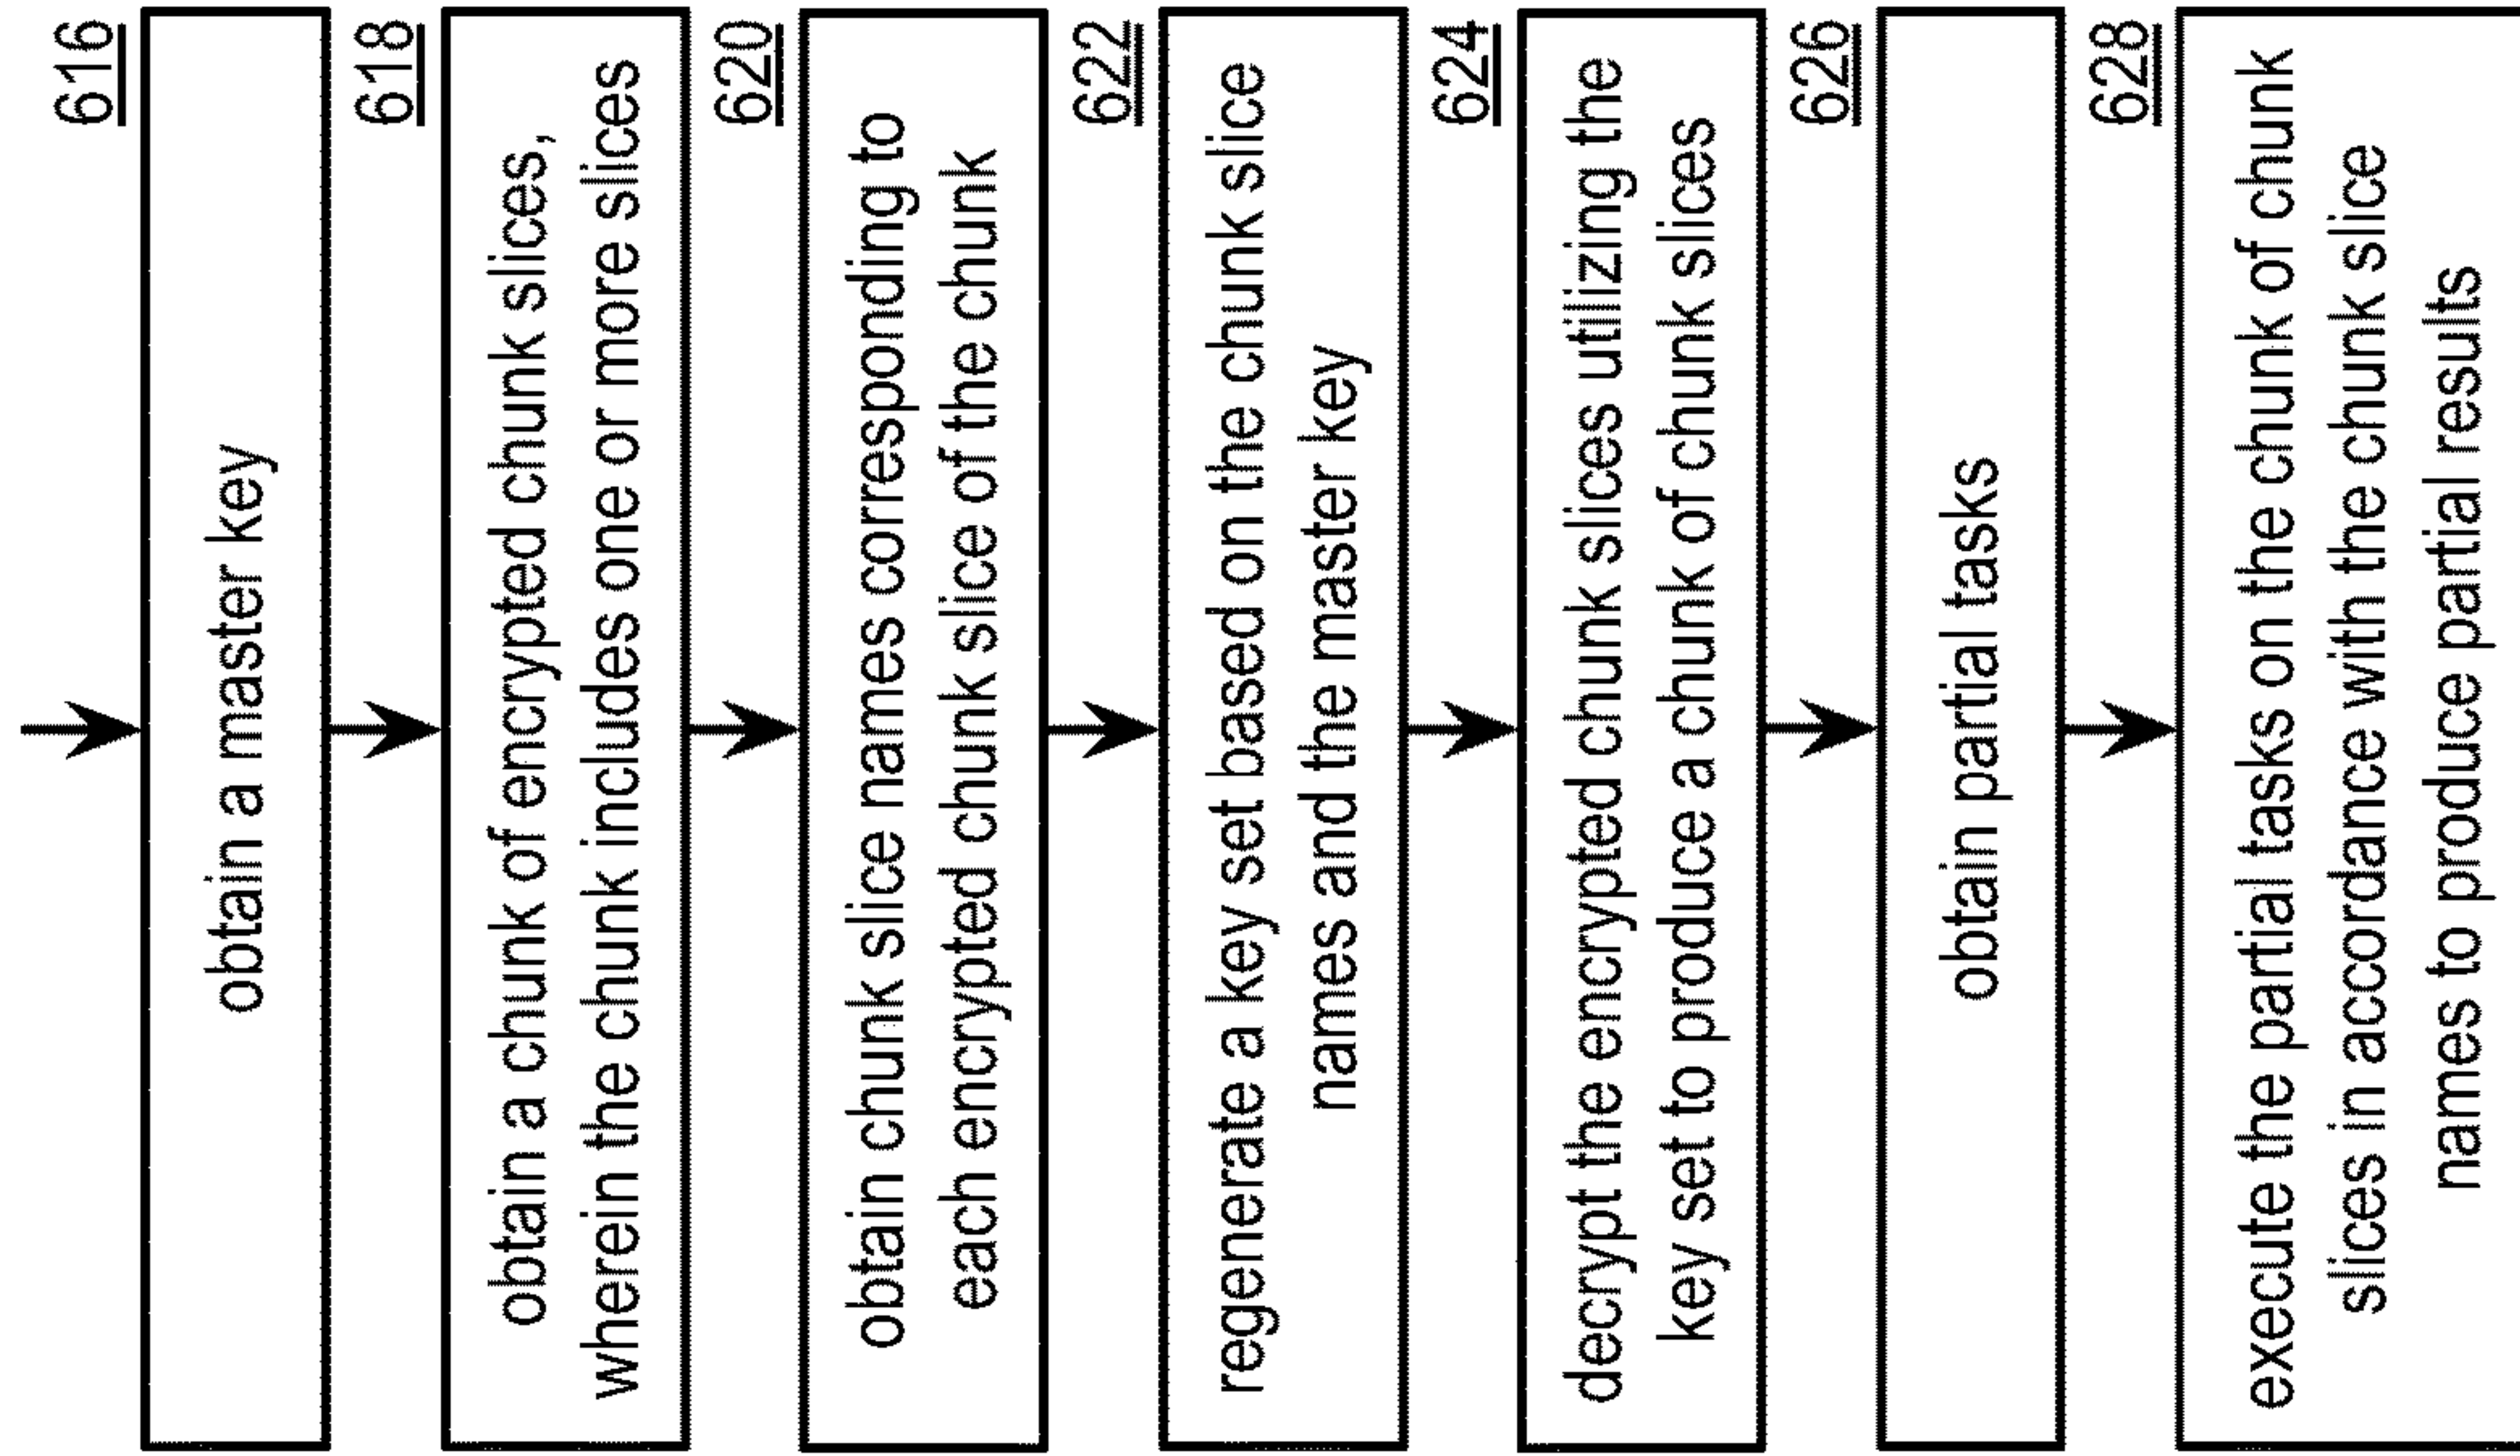 616
obtain a master key
618
obtain a chunk of encrypted chunk slices,
wherein the chunk includes one or more slices
620
obtain chunk slice names corresponding to
each encrypted chunk slice of the chunk
622
regenerate a key set based on the chunk slice
names and the master key
624
decrypt the encrypted chunk slices utilizing the
key set to produce a chunk of chunk slices
626
obtain partial tasks
628
execute the partial tasks on the chunk of chunk
slices in accordance with the chunk slice
names to produce partial results